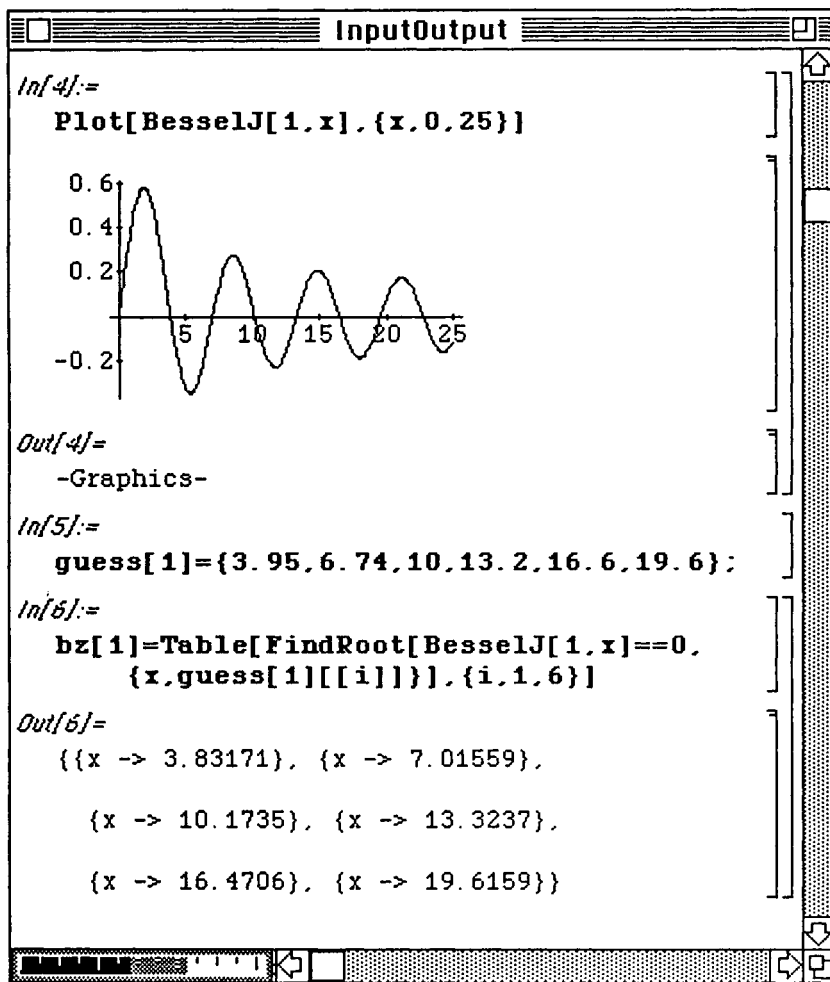 InputOutput
In[4]:=
Plot[BesselJ[1,x],{x,0,25}]
0.6
0.4
0.2
5 10 15 20 25
-0.2
Out[4]=
-Graphics-
In[5]:=
guess[1]={3.95,6.74,10,13.2,16.6,19.6};
In[6]:=
bz[1]=Table[FindRoot[BesselJ[1,x]==0,
{x,guess[1][[i]]}],{i,1,6}]
Out[6]=
{{x -> 3.83171}, {x -> 7.01559},
{x -> 10.1735}, {x -> 13.3237},
{x -> 16.4706}, {x -> 19.6159}}